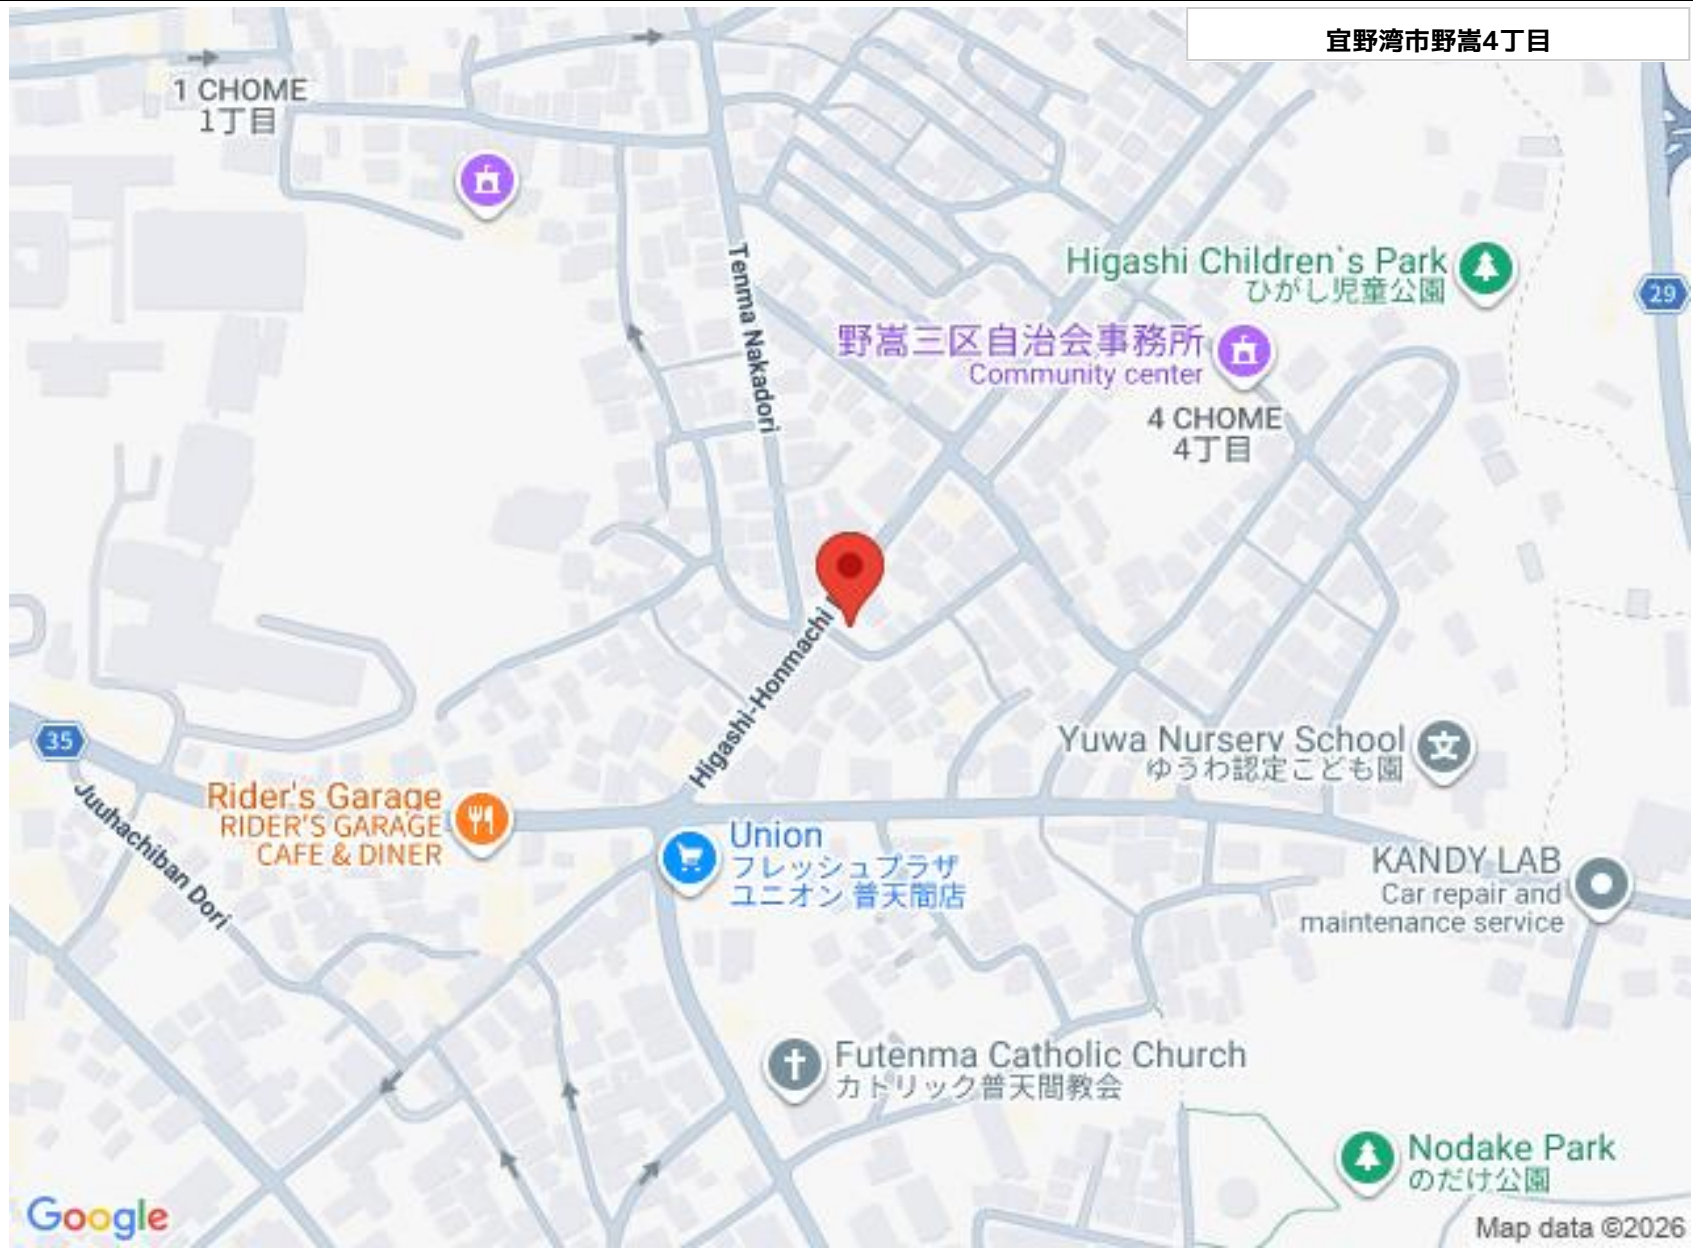 宜野湾市野嵩4丁目
1 CHOME
1丁目
Tenma Nakadori
Higashi Children`s Park
ひがし児童公園
29
野嵩三区自治会事務所
Community center
4 CHOME
4丁目
Higashi-Honmachi
35
Juuhachiban Dori
Rider's Garage
RIDER'S GARAGE
CAFE & DINER
Yuwa Nursery School
ゆうわ認定こども園
Union
フレッシュプラザ
ユニオン 普天間店
KANDY LAB
Car repair and
maintenance service
Futenma Catholic Church
カトリック普天間教会
Nodake Park
のだけ公園
Google
Map data ©2026